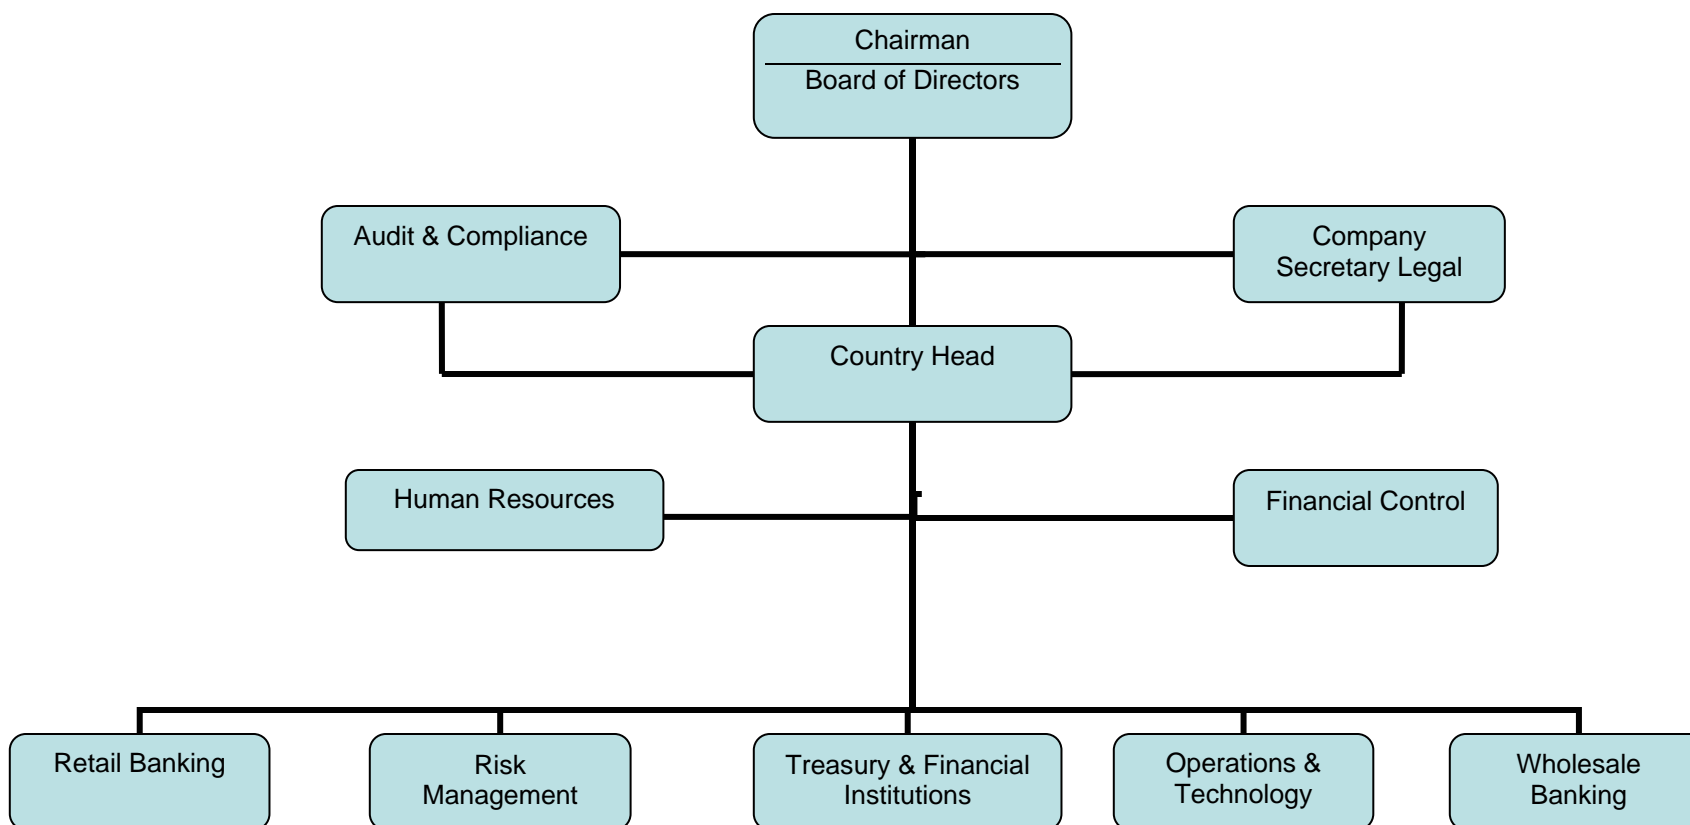 Chairman
Board of Directors
Audit & Compliance
Company
Secretary Legal
Country Head
Human Resources
Financial Control
Retail Banking
Risk
Management
Treasury & Financial
Institutions
Operations &
Technology
Wholesale
Banking